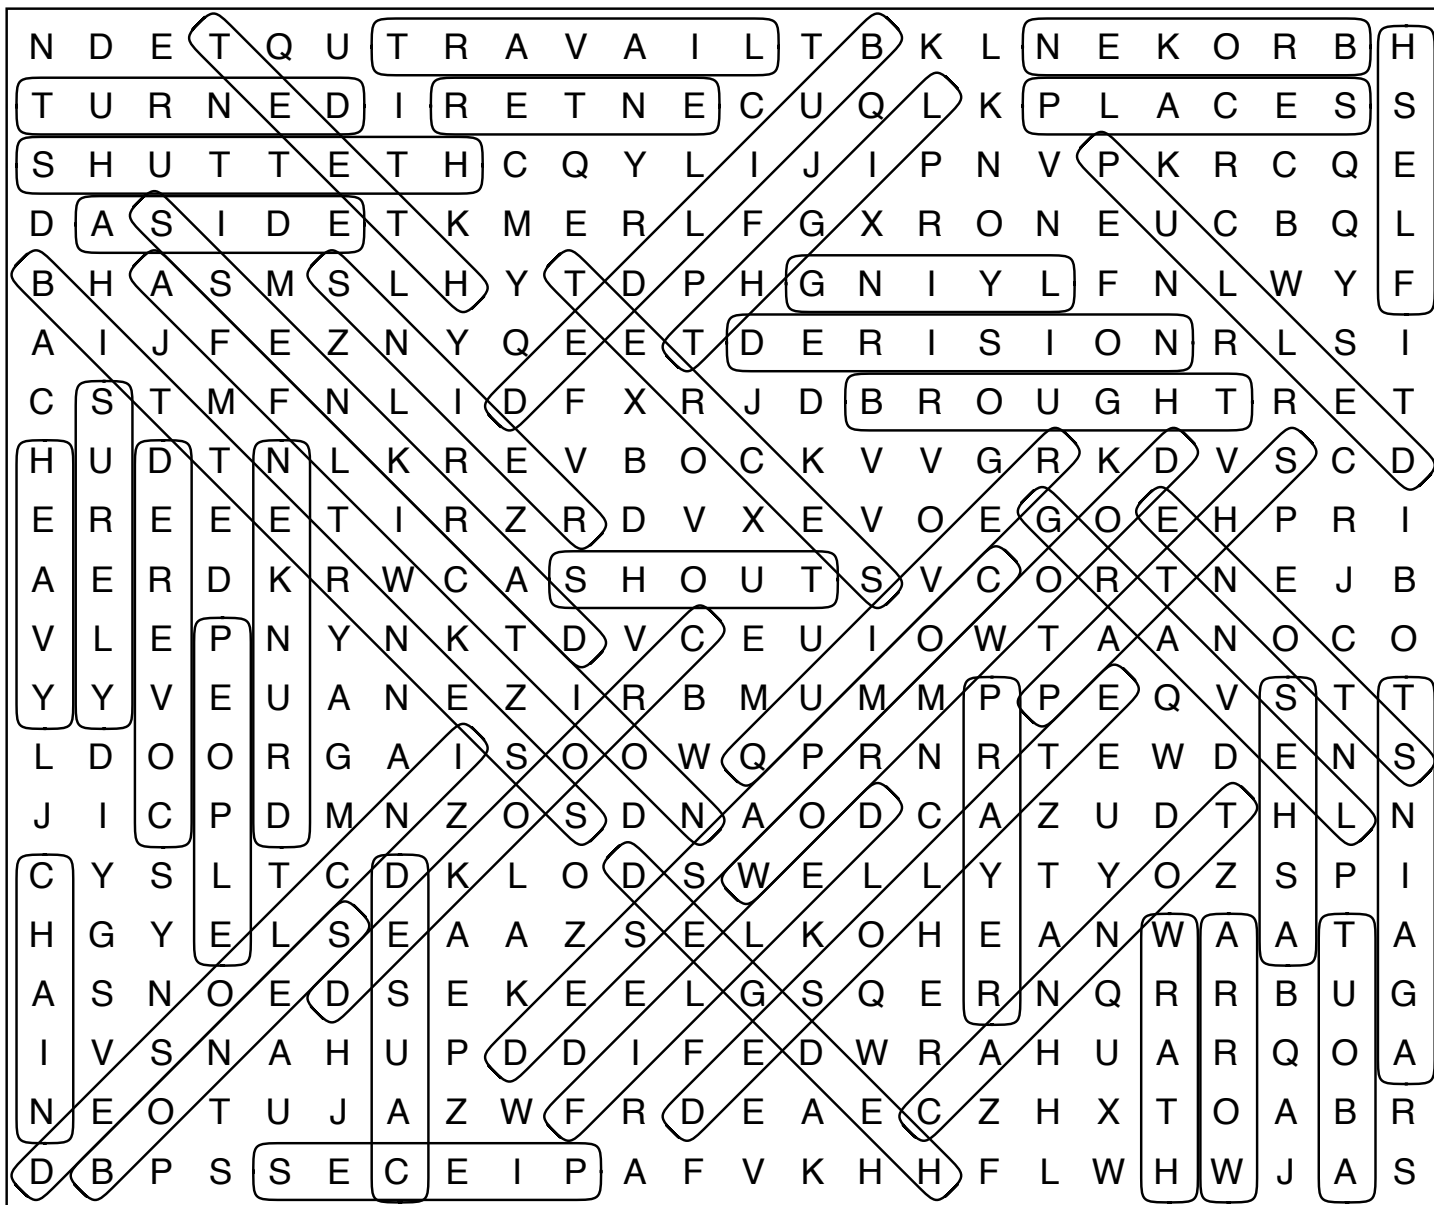 N D E T Q U T R A V A I L T B K L N E K O R B H
T U R N E D I R E T N E C U Q L K P L A C E S S
S H U T T E T H C Q Y L I J I P N V P K R C Q E
D A S I D E T K M E R L F G X R O N E U C B Q L
B H A S M S L H Y T D P H G N I Y L F N L W Y F
A I J F E Z N Y Q E E T D E R I S I O N R L S I
C S T M F N L I D F X R J D B R O U G H T R E T
H U D T N L K R E V B O C K V V G R K D V S C D
E R E E E T I R Z R D V X E V O E G O E H P R I
A E R D K R W C A S H O U T S V C O R T N E J B
V L E P N Y N K T D V C E U I O W T A A N O C O
Y Y V E U A N E Z I R B M U M M P P E Q V S T T
L D O O R G A I S O O W Q P R N R T E W D E N S
J I C P D M N Z O S D N A O D C A Z U D T H L N
C Y S L T C D K L O D S W E L L Y T Y O Z S P I
H G Y E L S E A A Z S E L K O H E A N W A A T A
A S N O E D S E K E E L G S Q E R N Q R R B U G
I V S N A H U P D D I F E D W R A H U A R Q O A
N E O T U J A Z W F R D E A E C Z H X T O A B R
D B P S S E C E I P A F V K H H F L W H W J A S